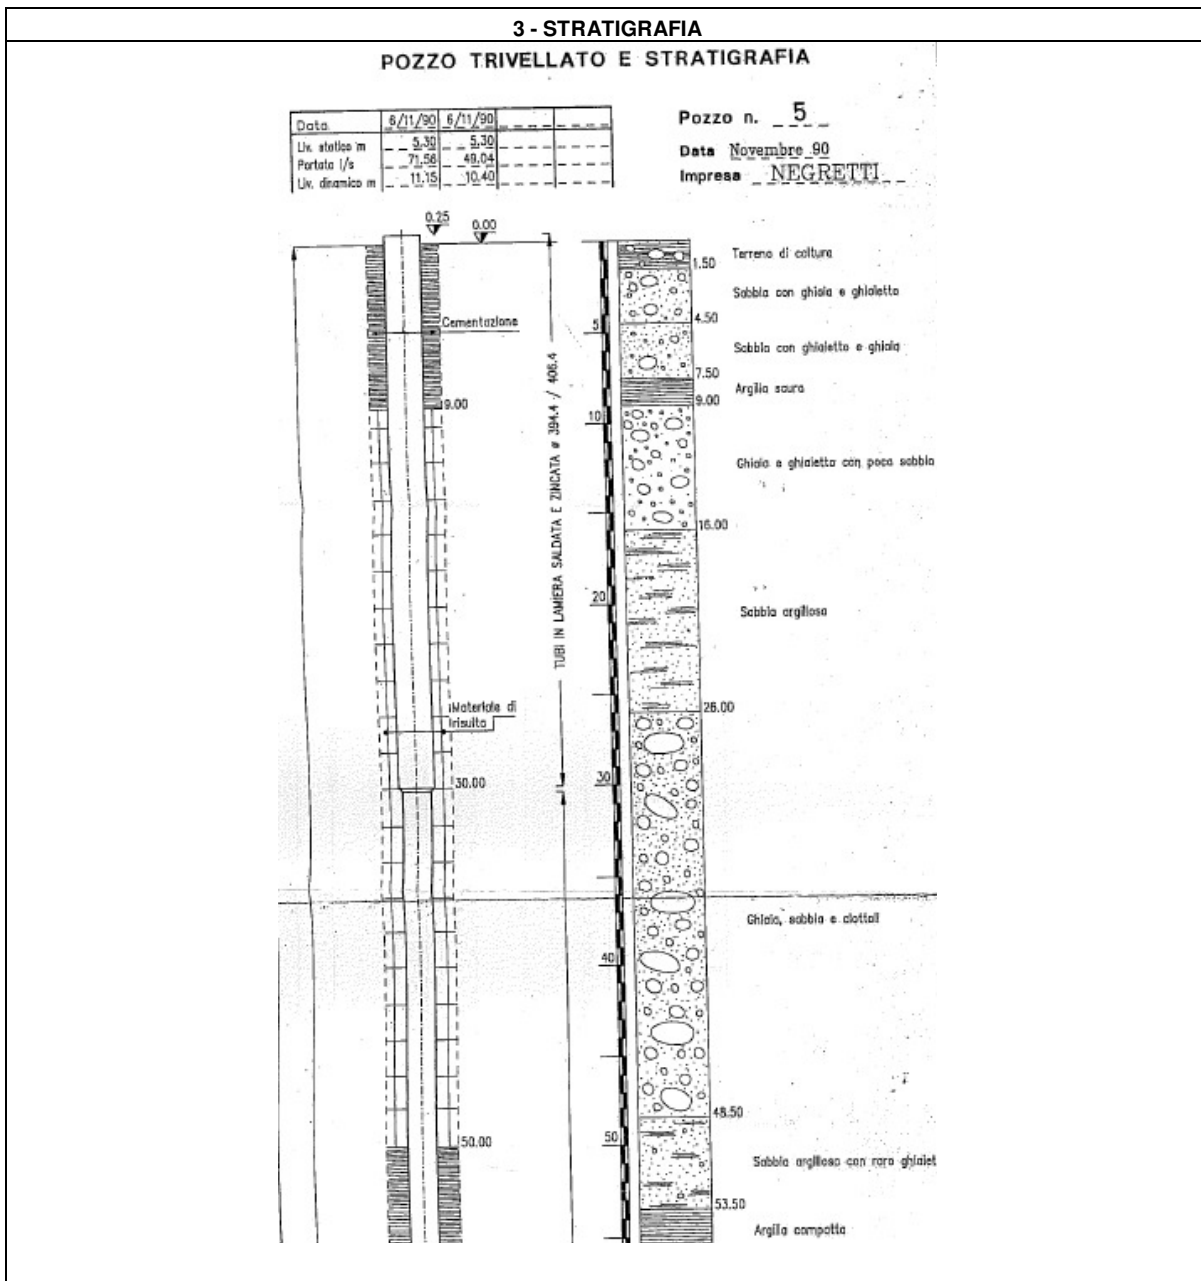 3 - STRATIGRAFIA
POZZO TRIVELLATO E STRATIGRAFIA
Data 6/11/90 6/11/90
Liv. statico m 5.30 5.30
Portata l/s 71.56 49.04
Liv. dinamico m 11.15 10.40
Pozzo n. 5
Data Novembre 90
Impresa NEGRETTI
0.25
0.00
Cementazione
9.00
Materiale di
risulta
30.00
50.00
TUBI IN LAMIERA SALDATA E ZINCATA ø 394.4 / 406.4
5
10
20
30
40
50
Terreno di coltura
1.50
Sabbia con ghiaia e ghiaietto
4.50
Sabbia con ghiaietto e ghiaia
7.50
Argilla scura
9.00
Ghiaia e ghiaietto con poca sabbia
16.00
Sabbia argillosa
26.00
Ghiaia, sabbia e ciottoli
48.50
Sabbia argillosa con raro ghiaiet
53.50
Argilla compatta